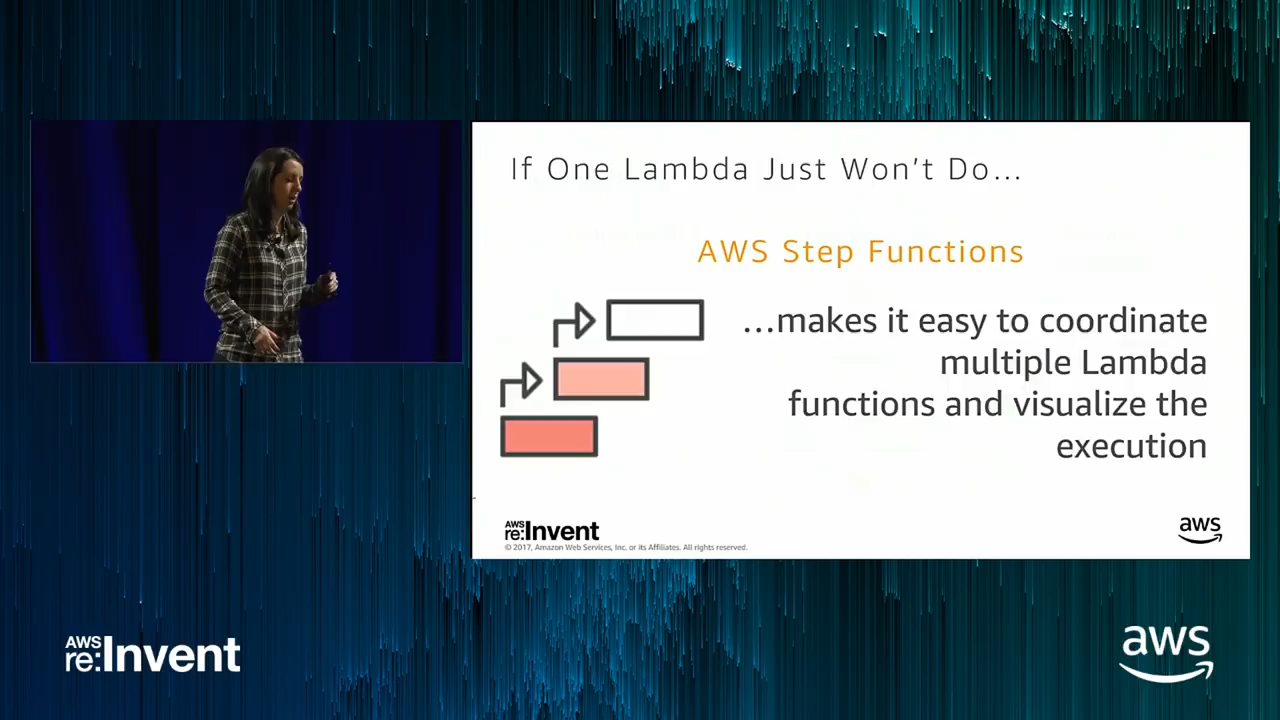 If One Lambda Just Won't Do...
AWS Step Functions
...makes it easy to coordinate
multiple Lambda
functions and visualize the
execution
AWS
re:Invent
© 2017, Amazon Web Services, Inc. or its Affiliates. All rights reserved.
aws
AWS
re:Invent
aws